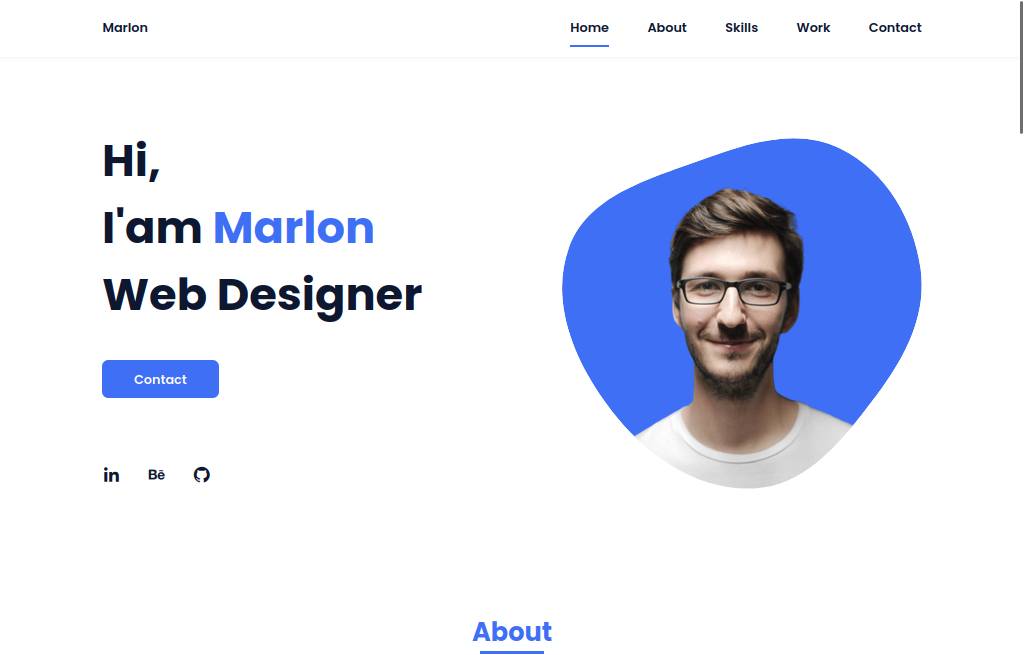 Marlon
Home About Skills Work Contact
Hi,
I'am Marlon
Web Designer
Contact
in Bē
About